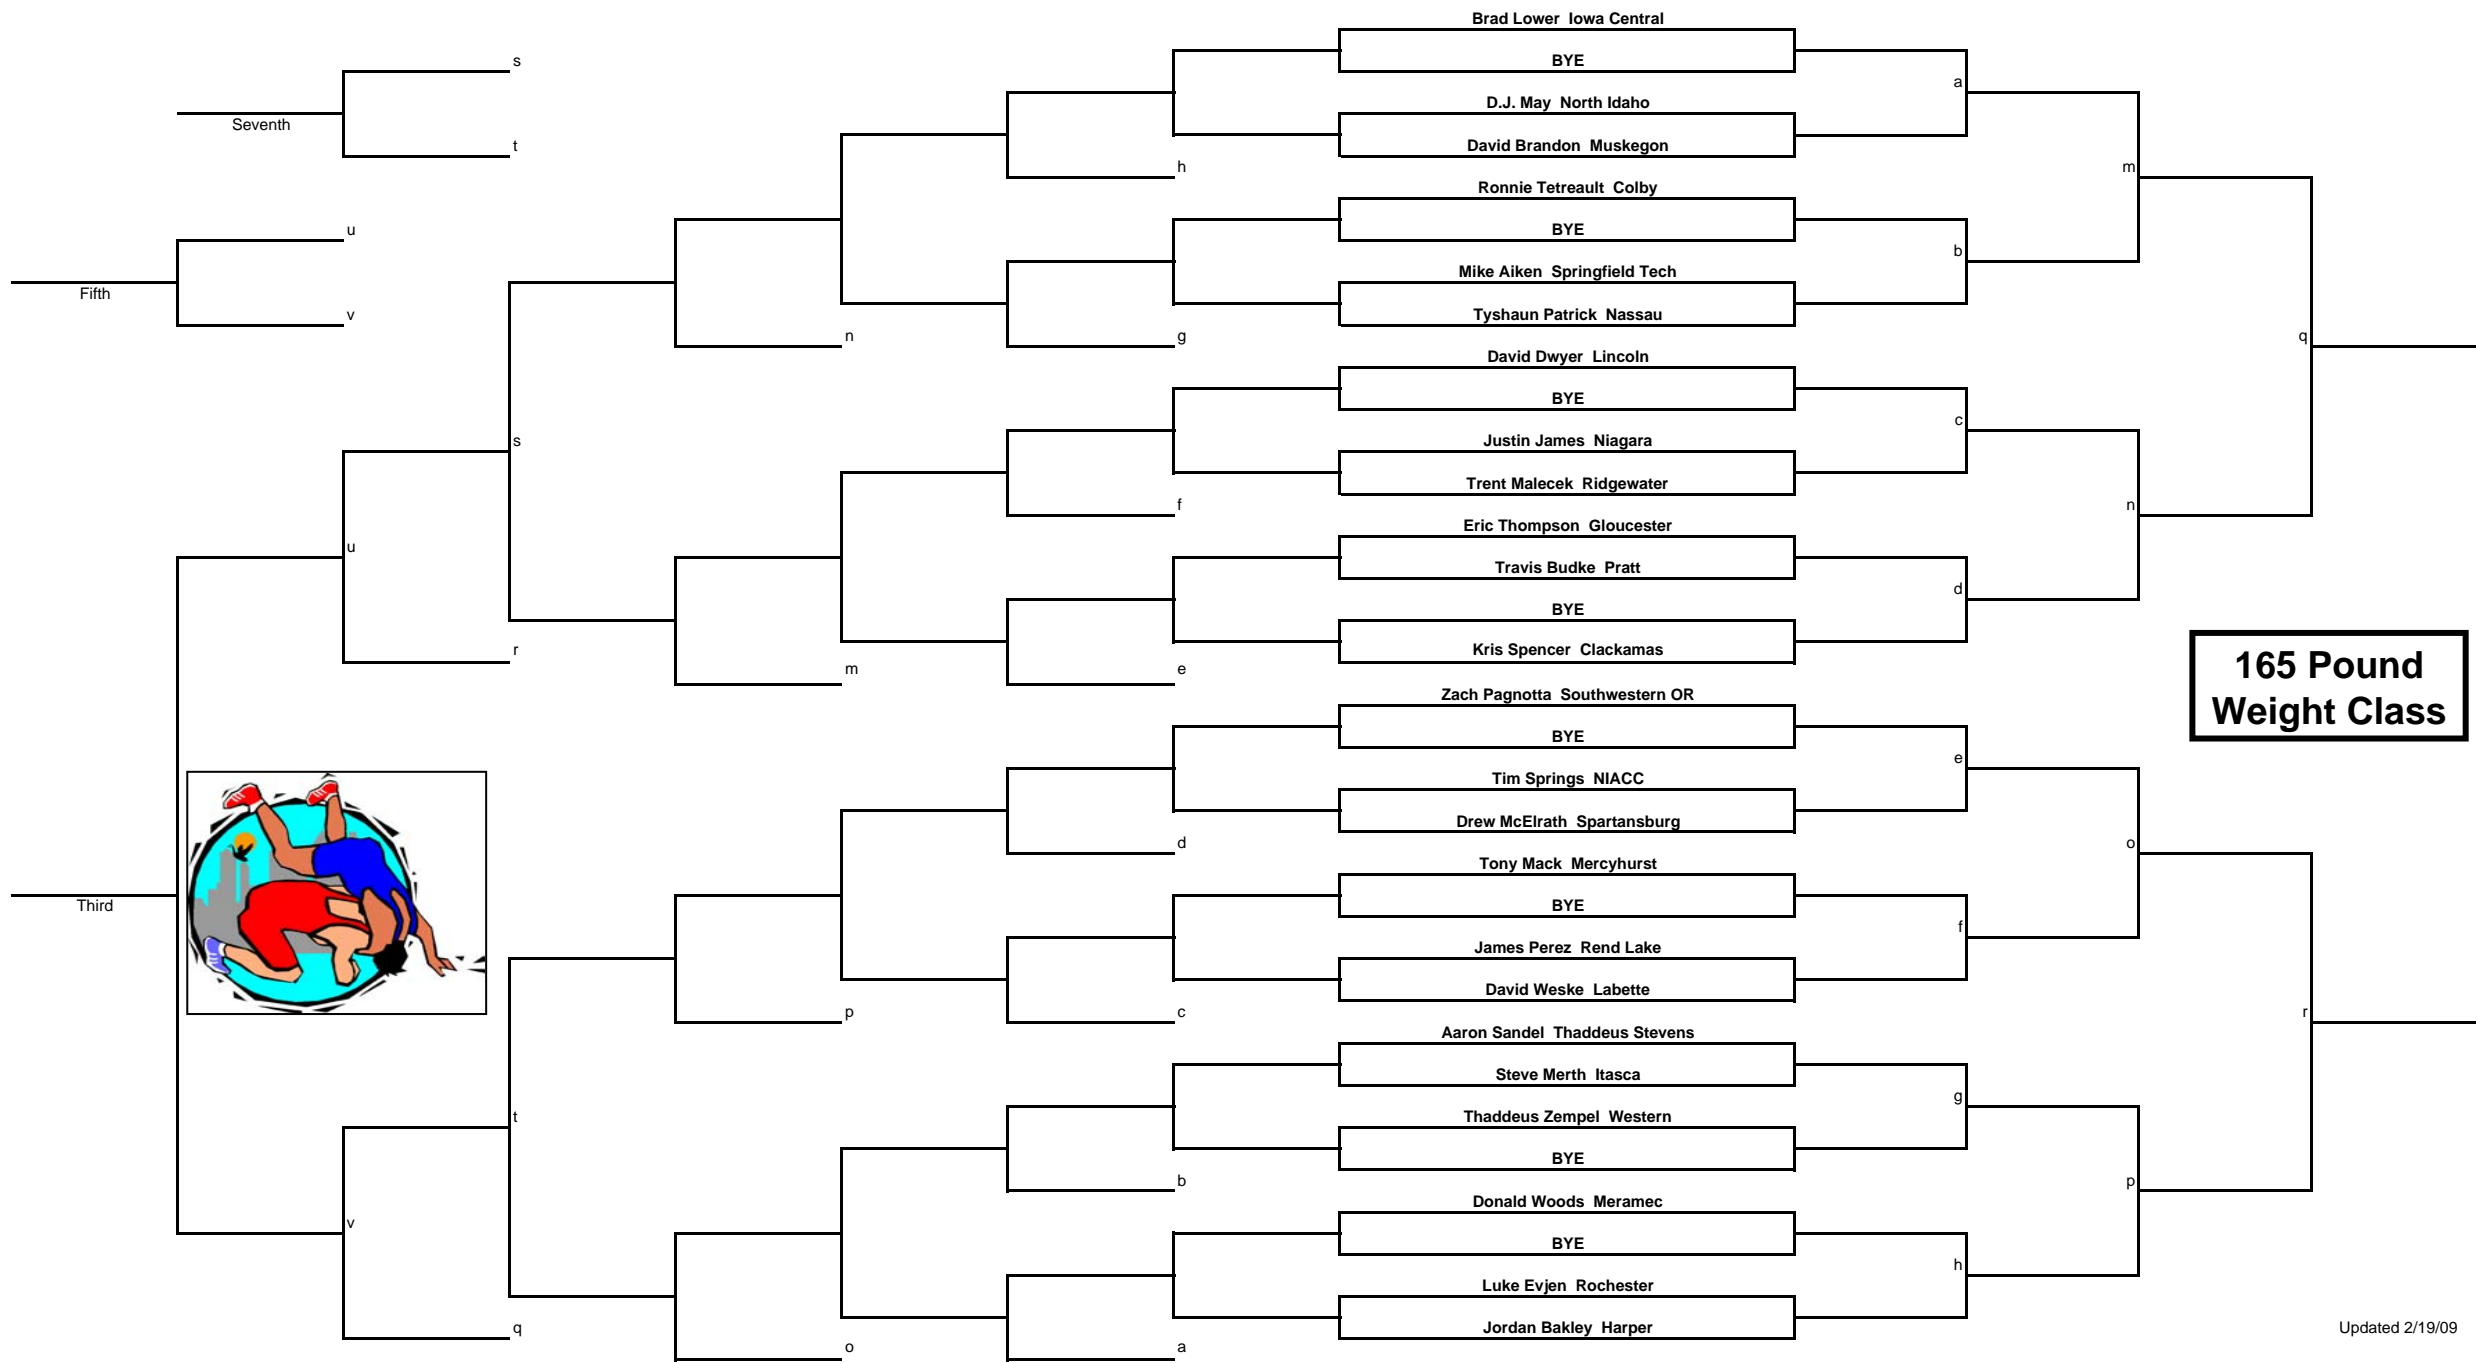 Brad Lower  Iowa Central
s
BYE
a
D.J. May  North Idaho
Seventh
t
David Brandon  Muskegon
h
m
Ronnie Tetreault  Colby
u
BYE
b
Mike Aiken  Springfield Tech
Fifth
v
Tyshaun Patrick  Nassau
n
g
q
David Dwyer  Lincoln
BYE
c
s
Justin James  Niagara
Trent Malecek  Ridgewater
f
n
Eric Thompson  Gloucester
u
Travis Budke  Pratt
d
BYE
r
Kris Spencer  Clackamas
165 Pound
Weight Class
m
e
Zach Pagnotta  Southwestern OR
BYE
e
Tim Springs  NIACC
Drew McElrath  Spartansburg
d
o
Tony Mack  Mercyhurst
Third
BYE
f
James Perez  Rend Lake
David Weske  Labette
p
c
r
Aaron Sandel  Thaddeus Stevens
Steve Merth  Itasca
g
t
Thaddeus Zempel  Western
BYE
b
p
Donald Woods  Meramec
v
BYE
h
Luke Evjen  Rochester
q
Jordan Bakley  Harper
Updated 2/19/09
o
a